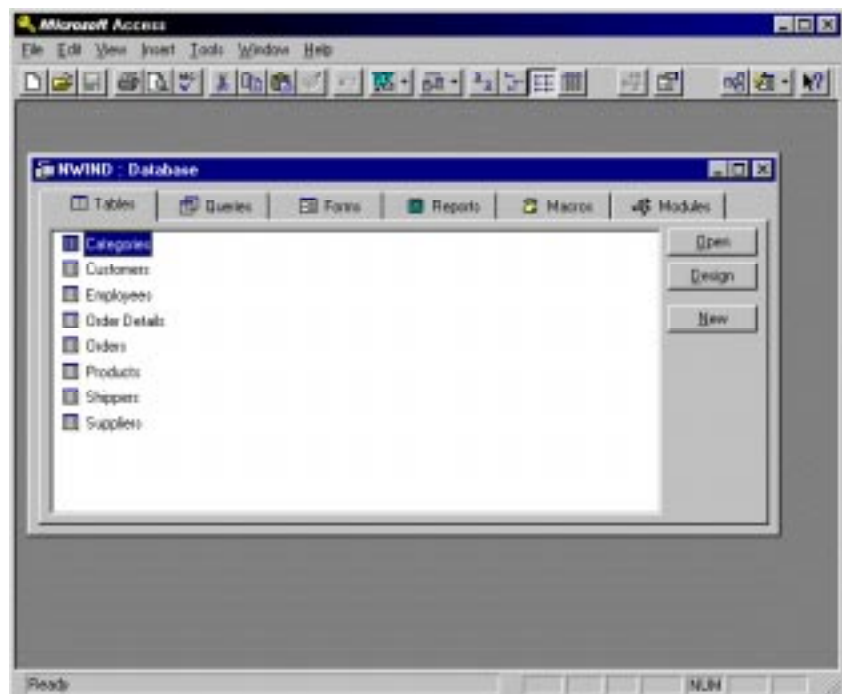 Microsoft Access
File Edit View Insert Tools Window Help
NWIND : Database
Tables Queries Forms Reports Macros Modules
Categories
Customers
Employees
Order Details
Orders
Products
Shippers
Suppliers
Open
Design
New
Ready NUM